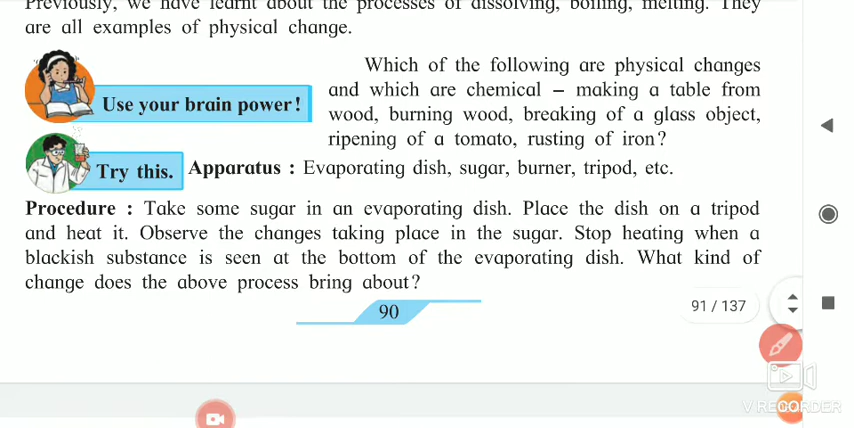 Previously, we have learnt about the processes of dissolving, boiling, melting. They
are all examples of physical change.
Use your brain power!
Which of the following are physical changes
and which are chemical – making a table from
wood, burning wood, breaking of a glass object,
ripening of a tomato, rusting of iron?
Try this.
Apparatus : Evaporating dish, sugar, burner, tripod, etc.
Procedure : Take some sugar in an evaporating dish. Place the dish on a tripod
and heat it. Observe the changes taking place in the sugar. Stop heating when a
blackish substance is seen at the bottom of the evaporating dish. What kind of
change does the above process bring about?
90
91 / 137
V RECORDER